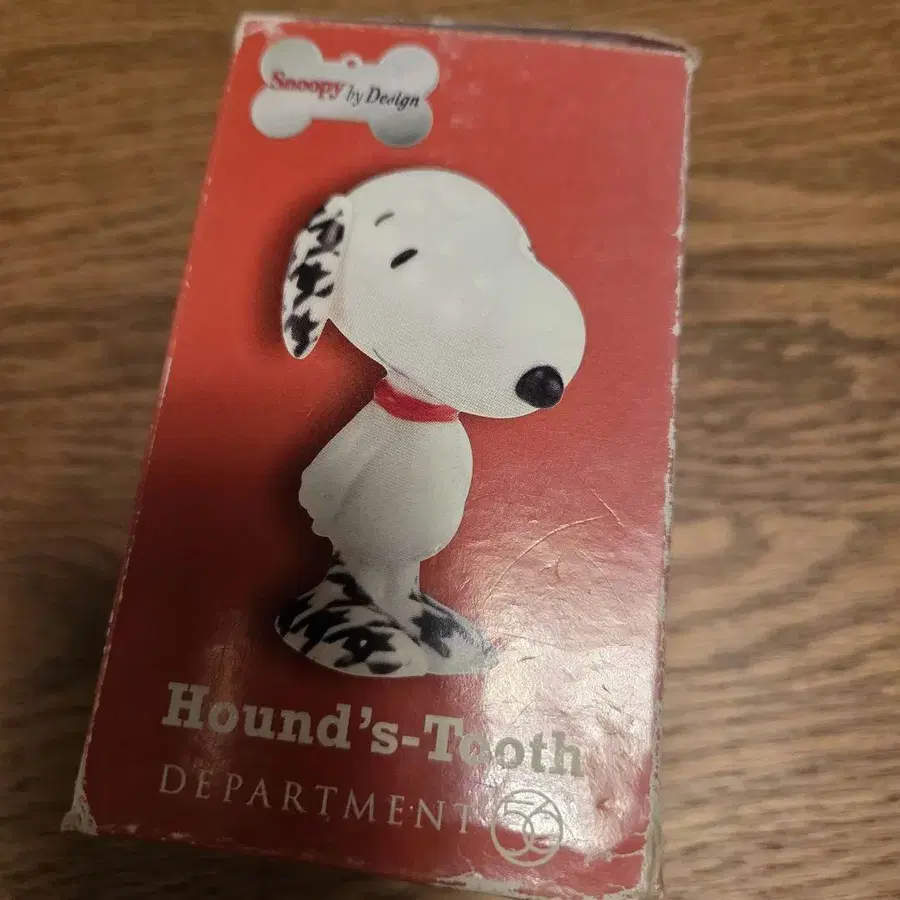 Snoopy by Design
Hound's-Tooth
DEPARTMENT 56